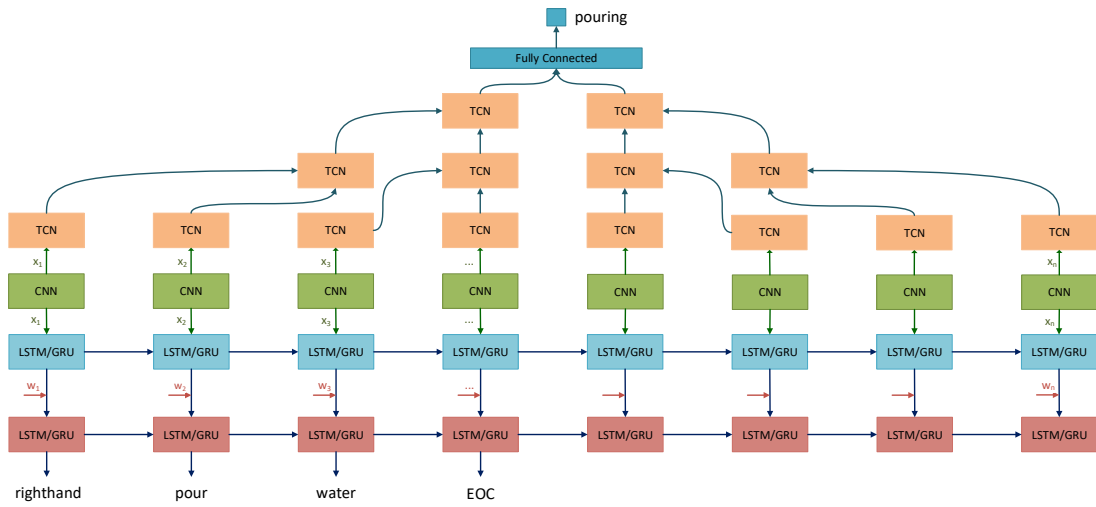 pouring
Fully Connected
TCN TCN
TCN TCN TCN TCN
TCN TCN TCN TCN TCN TCN TCN TCN
x₁ x₂ x₃ ... xₙ
CNN CNN CNN CNN CNN CNN CNN CNN
x₁ x₂ x₃ ... xₙ
LSTM/GRU LSTM/GRU LSTM/GRU LSTM/GRU LSTM/GRU LSTM/GRU LSTM/GRU LSTM/GRU
w₁ w₂ w₃ ... wₙ
LSTM/GRU LSTM/GRU LSTM/GRU LSTM/GRU LSTM/GRU LSTM/GRU LSTM/GRU LSTM/GRU
righthand pour water EOC